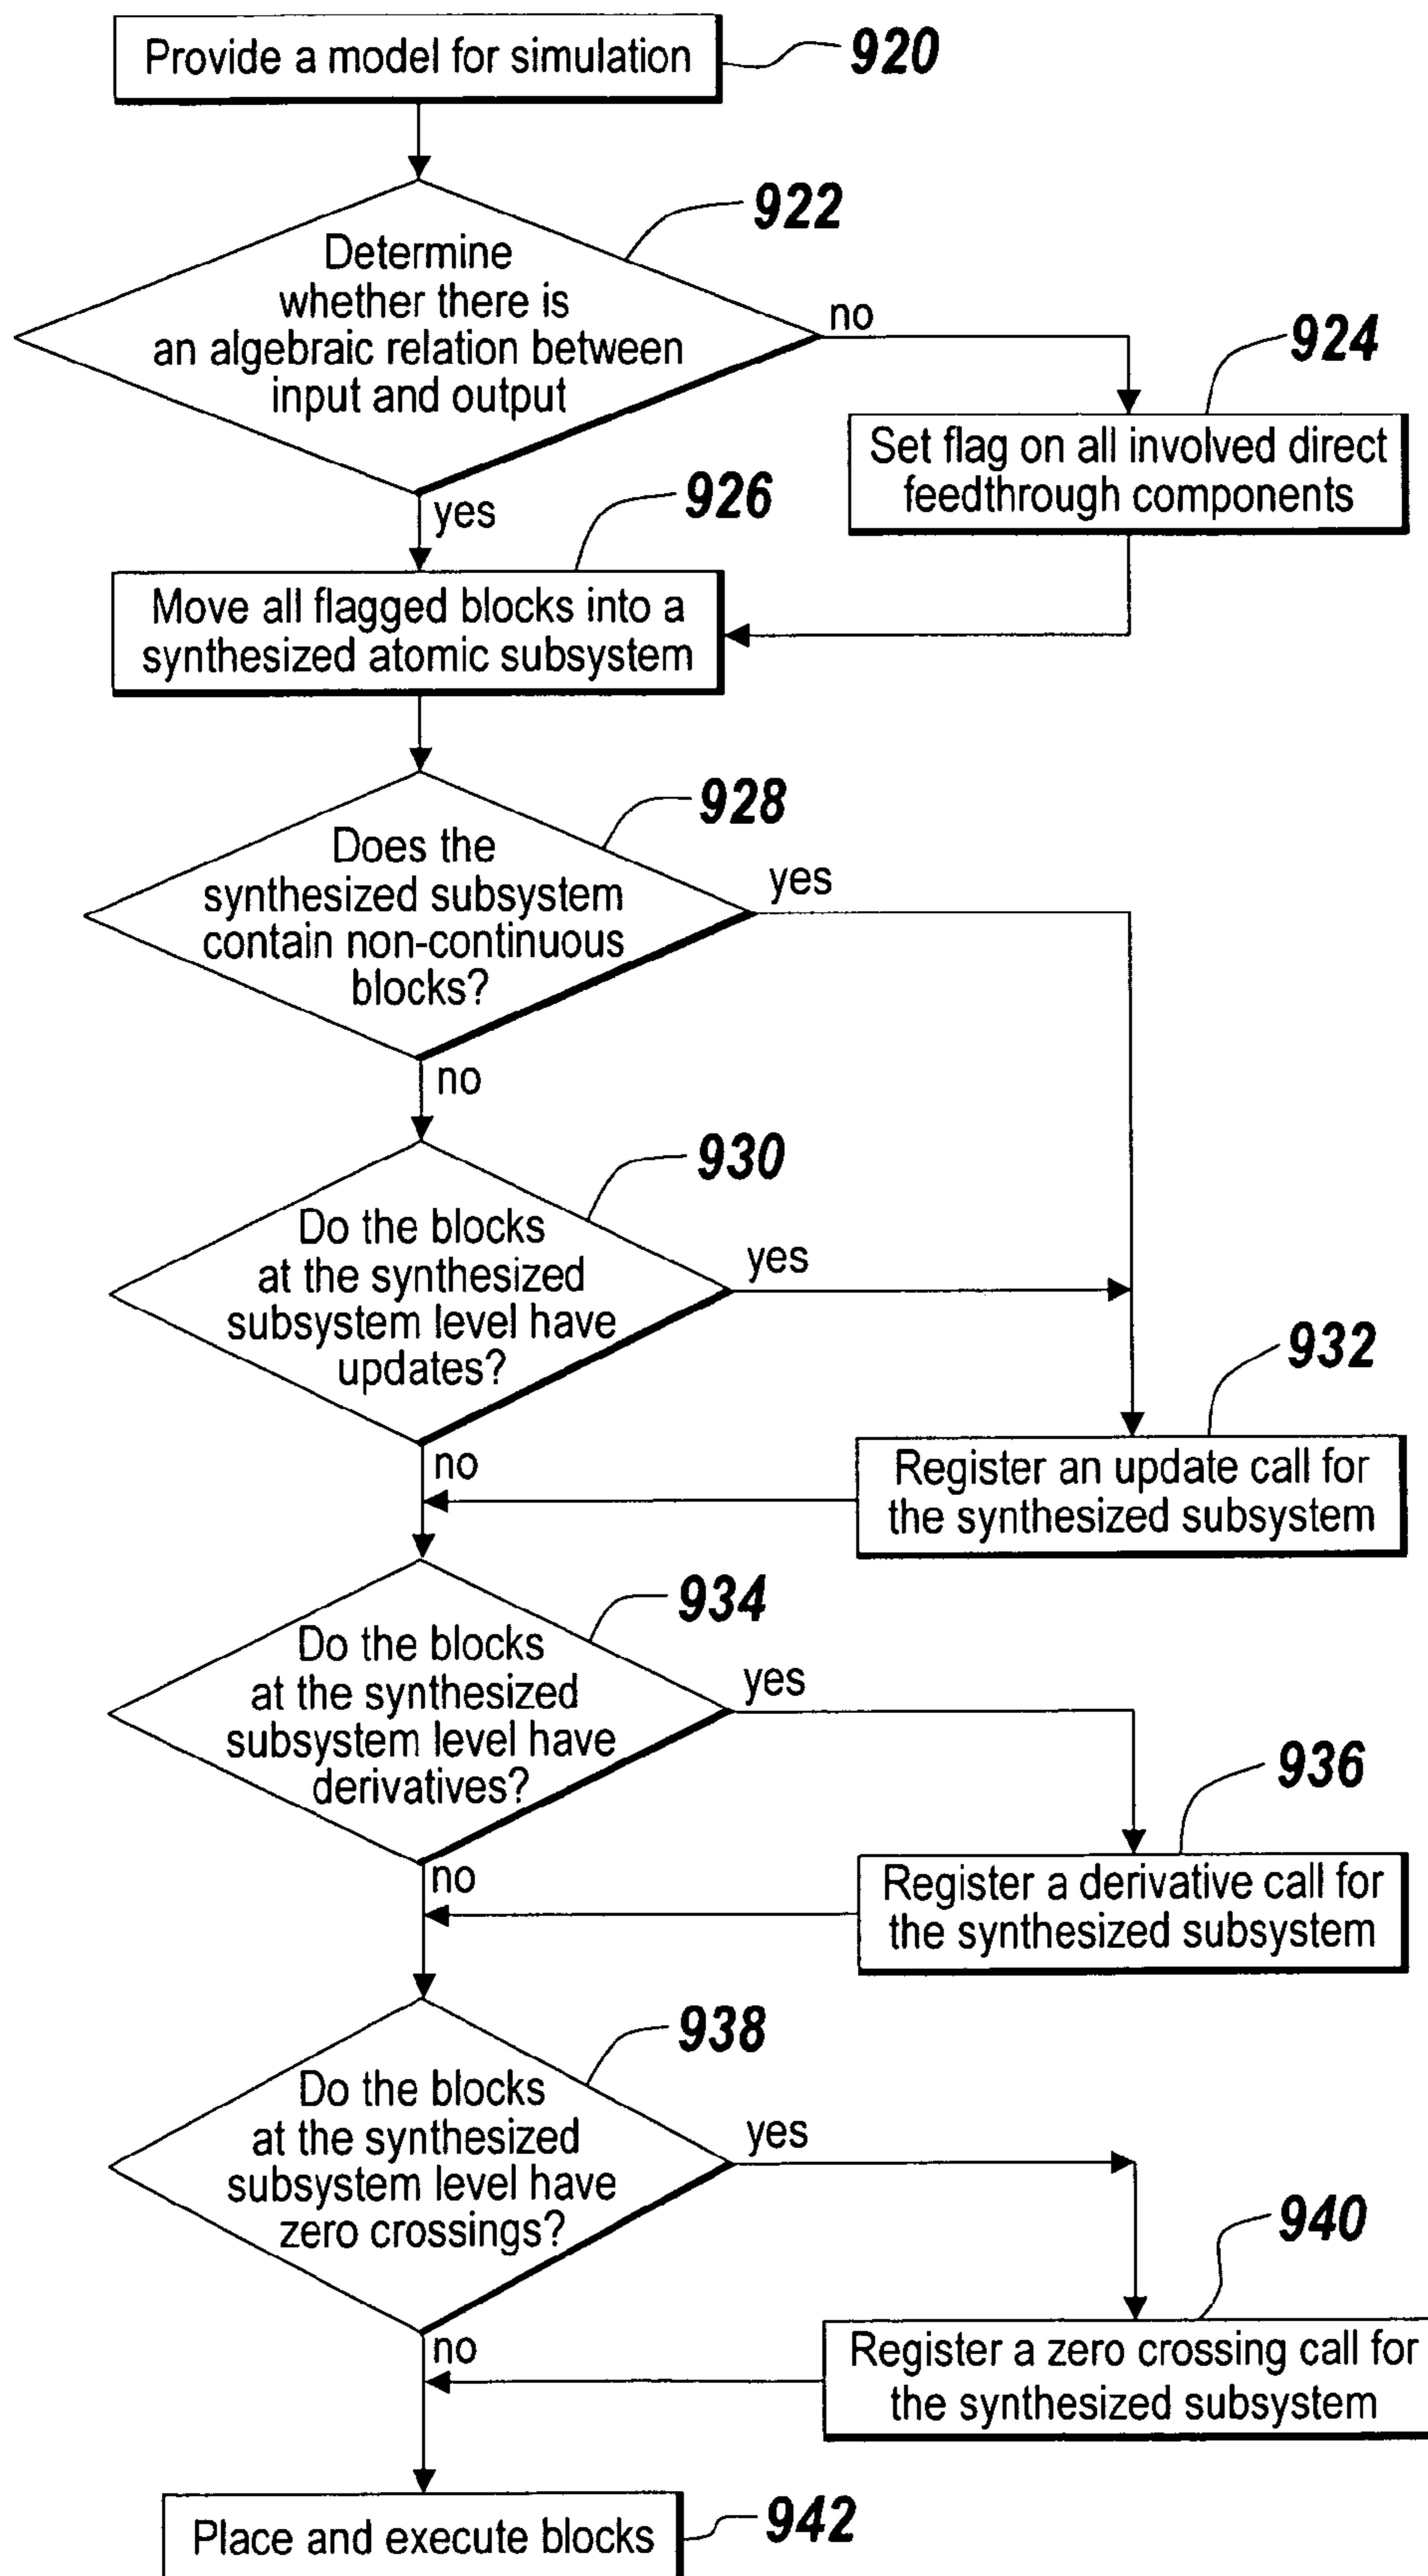 Provide a model for simulation
920
922
Determine
whether there is
an algebraic relation between
input and output
no
924
Set flag on all involved direct
feedthrough components
yes
926
Move all flagged blocks into a
synthesized atomic subsystem
928
Does the
synthesized subsystem
contain non-continuous
blocks?
yes
no
930
Do the blocks
at the synthesized
subsystem level have
updates?
yes
932
Register an update call for
the synthesized subsystem
no
934
Do the blocks
at the synthesized
subsystem level have
derivatives?
yes
936
Register a derivative call for
the synthesized subsystem
no
938
Do the blocks
at the synthesized
subsystem level have
zero crossings?
yes
940
Register a zero crossing call for
the synthesized subsystem
no
Place and execute blocks
942